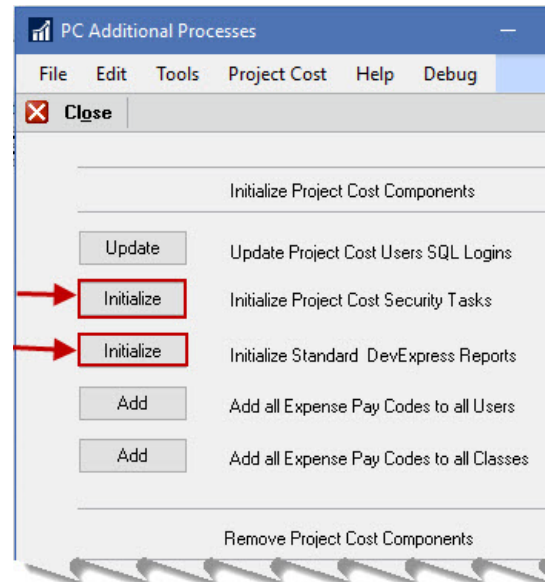 PC Additional Processes
File Edit Tools Project Cost Help Debug
Close
Initialize Project Cost Components
Update Update Project Cost Users SQL Logins
Initialize Initialize Project Cost Security Tasks
Initialize Initialize Standard DevExpress Reports
Add Add all Expense Pay Codes to all Users
Add Add all Expense Pay Codes to all Classes
Remove Project Cost Components